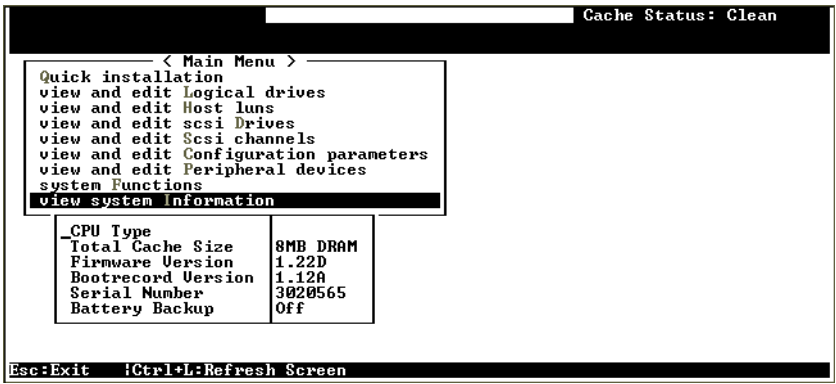 Cache Status: Clean
< Main Menu >
Quick installation
view and edit Logical drives
view and edit Host luns
view and edit scsi Drives
view and edit Scsi channels
view and edit Configuration parameters
view and edit Peripheral devices
system Functions
view system Information
_CPU Type
Total Cache Size 8MB DRAM
Firmware Version 1.22D
Bootrecord Version 1.12A
Serial Number 3020565
Battery Backup Off
Esc:Exit |Ctrl+L:Refresh Screen